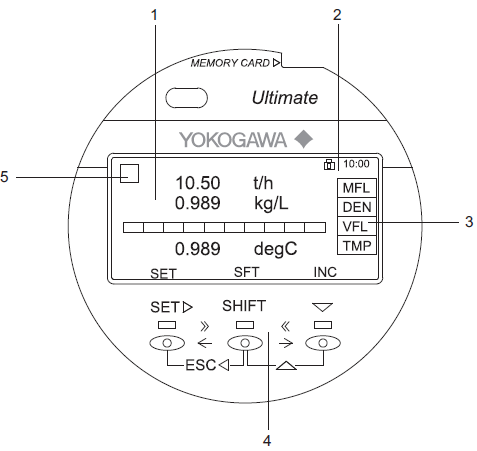 1
2
MEMORY CARD
Ultimate
YOKOGAWA
5
10:00
10.50 t/h
MFL
0.989 kg/L
DEN
VFL
3
0.989 degC
TMP
SET SFT INC
SET SHIFT
ESC
4